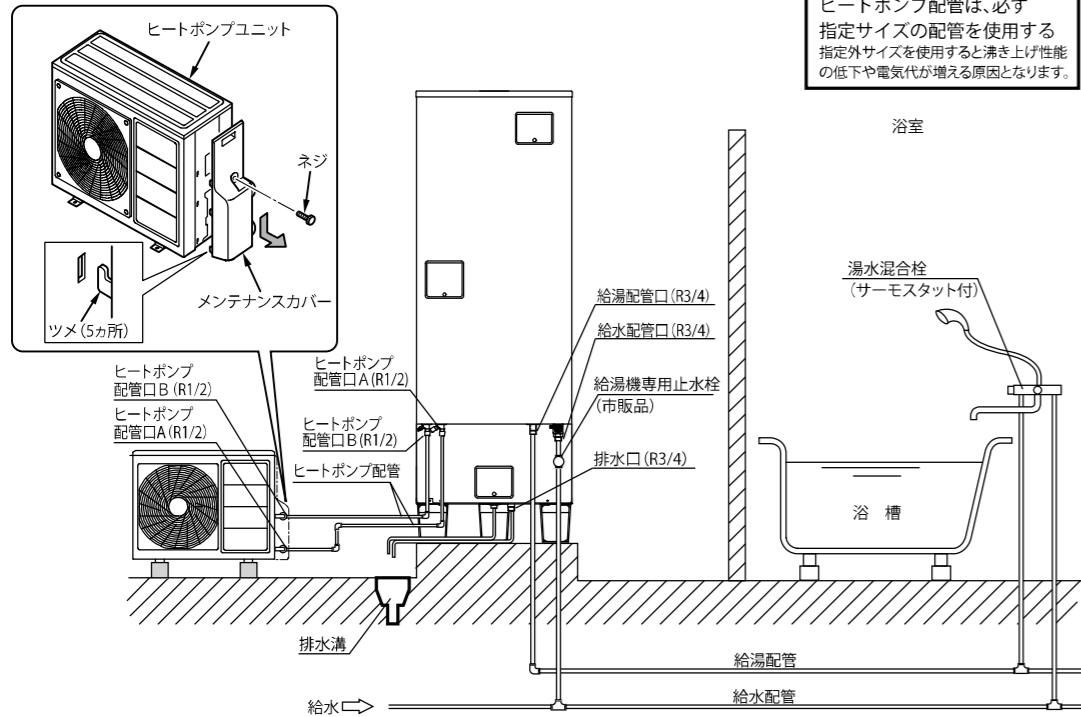 ヒートポンプ配管は、必ず
指定サイズの配管を使用する
指定外サイズを使用すると沸き上げ性能
の低下や電気代が増える原因となります。
ヒートポンプユニット
ネジ
メンテナンスカバー
ツメ(5ヵ所)
浴室
湯水混合栓
(サーモスタット付)
給湯配管口(R3/4)
給水配管口(R3/4)
給湯機専用止水栓
(市販品)
排水口(R3/4)
ヒートポンプ
配管口A(R1/2)
ヒートポンプ
配管口B(R1/2)
ヒートポンプ
配管口B(R1/2)
ヒートポンプ
配管口A(R1/2)
ヒートポンプ配管
浴 槽
排水溝
給湯配管
給水配管
給水